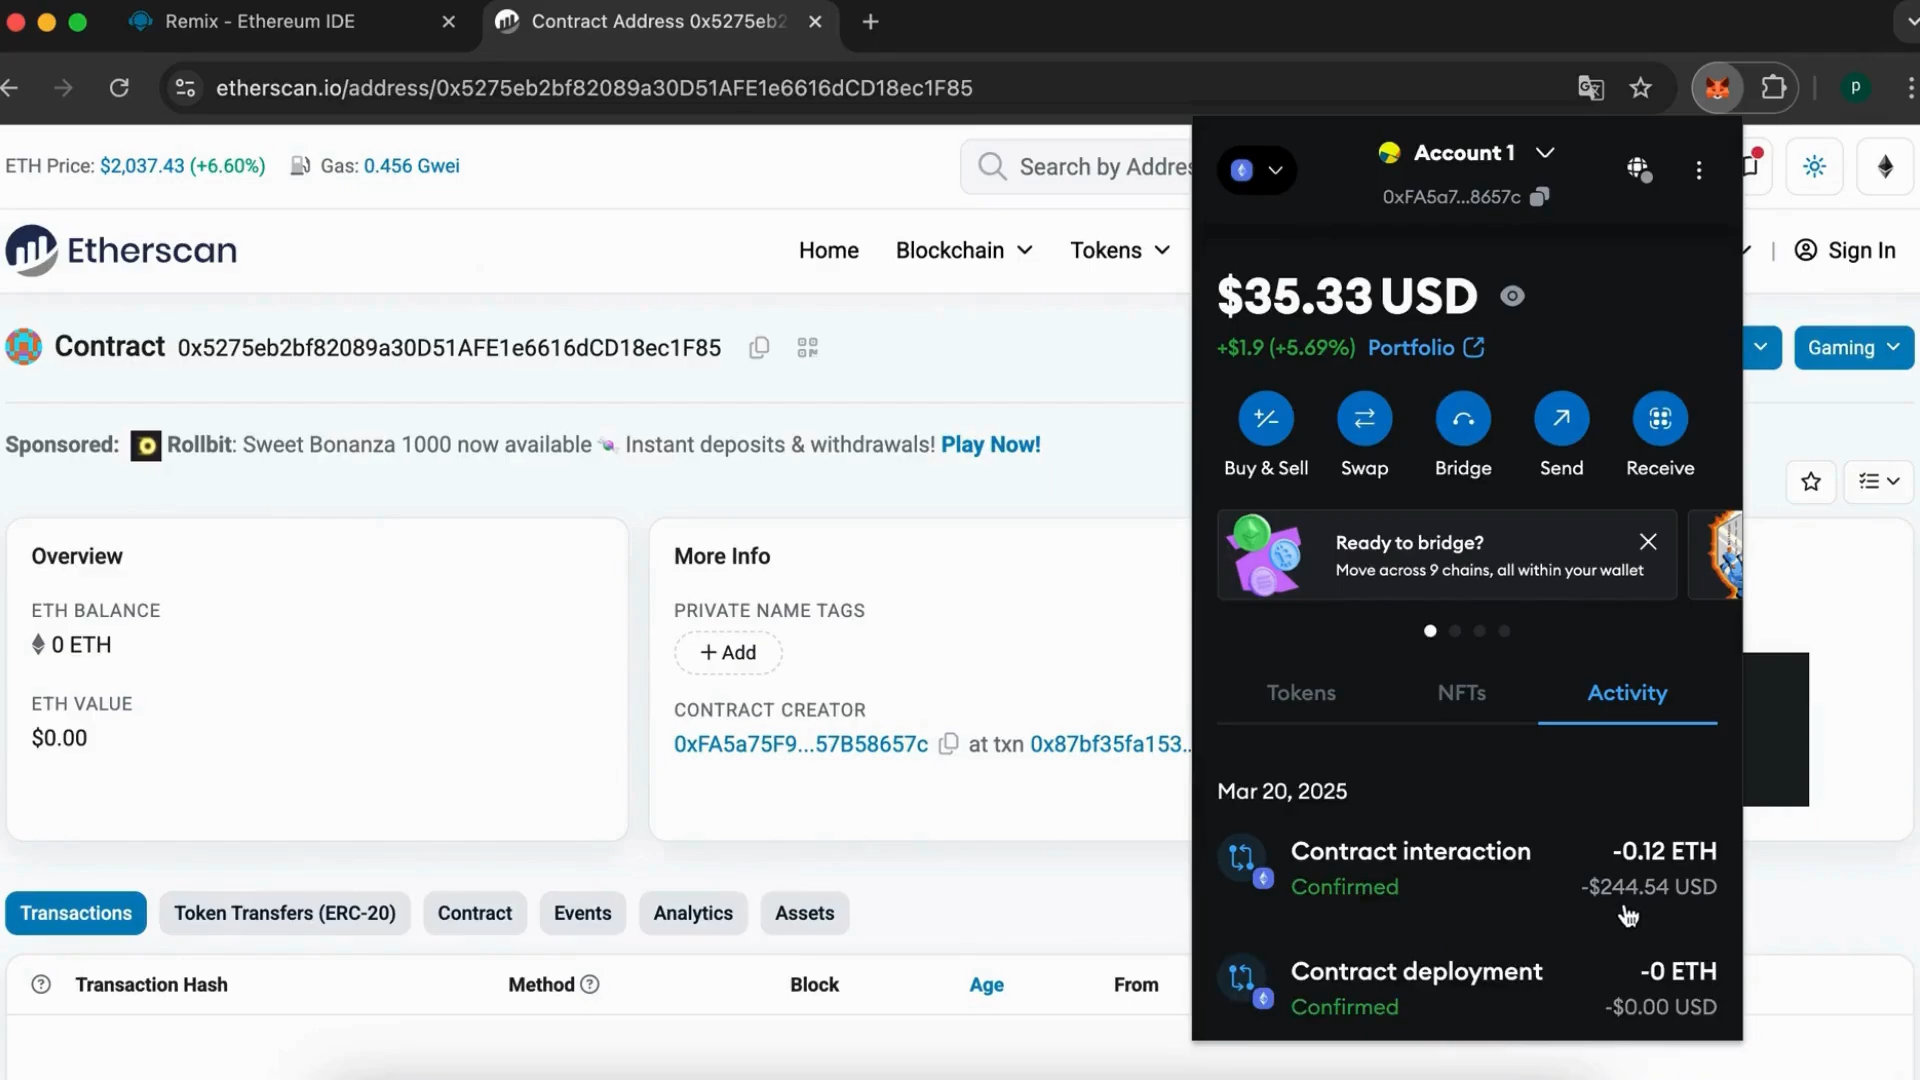 Remix - Ethereum IDE
Contract Address 0x5275eb2
etherscan.io/address/0x5275eb2bf82089a30D51AFE1e6616dCD18ec1F85
p
ETH Price: $2,037.43 (+6.60%) Gas: 0.456 Gwei
Search by Addres
Etherscan
Home
Blockchain
Tokens
Sign In
Contract 0x5275eb2bf82089a30D51AFE1e6616dCD18ec1F85
Gaming
Sponsored: Rollbit: Sweet Bonanza 1000 now available Instant deposits & withdrawals! Play Now!
Overview
ETH BALANCE
0 ETH
ETH VALUE
$0.00
More Info
PRIVATE NAME TAGS
+ Add
CONTRACT CREATOR
0xFA5a75F9...57B58657c at txn 0x87bf35fa153..
Transactions
Token Transfers (ERC-20)
Contract
Events
Analytics
Assets
Transaction Hash
Method
Block
Age
From
Account 1
0xFA5a7...8657c
$35.33 USD
+$1.9 (+5.69%) Portfolio
Buy & Sell
Swap
Bridge
Send
Receive
Ready to bridge?
Move across 9 chains, all within your wallet
Tokens
NFTs
Activity
Mar 20, 2025
Contract interaction -0.12 ETH
Confirmed -$244.54 USD
Contract deployment -0 ETH
Confirmed -$0.00 USD